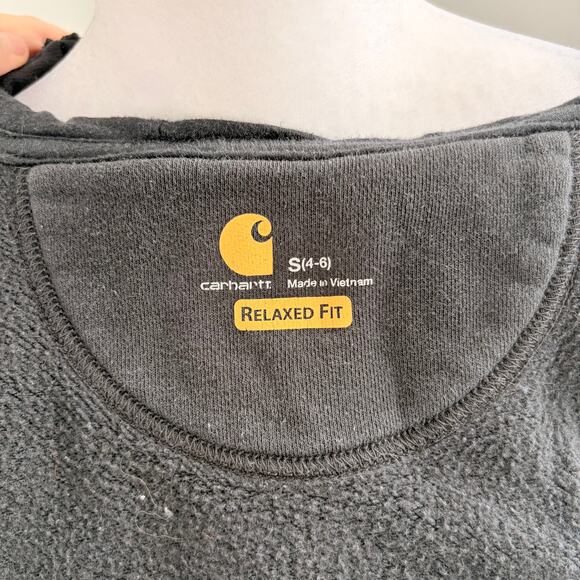 carhartt
S(4-6)
Made in Vietnam
RELAXED FIT